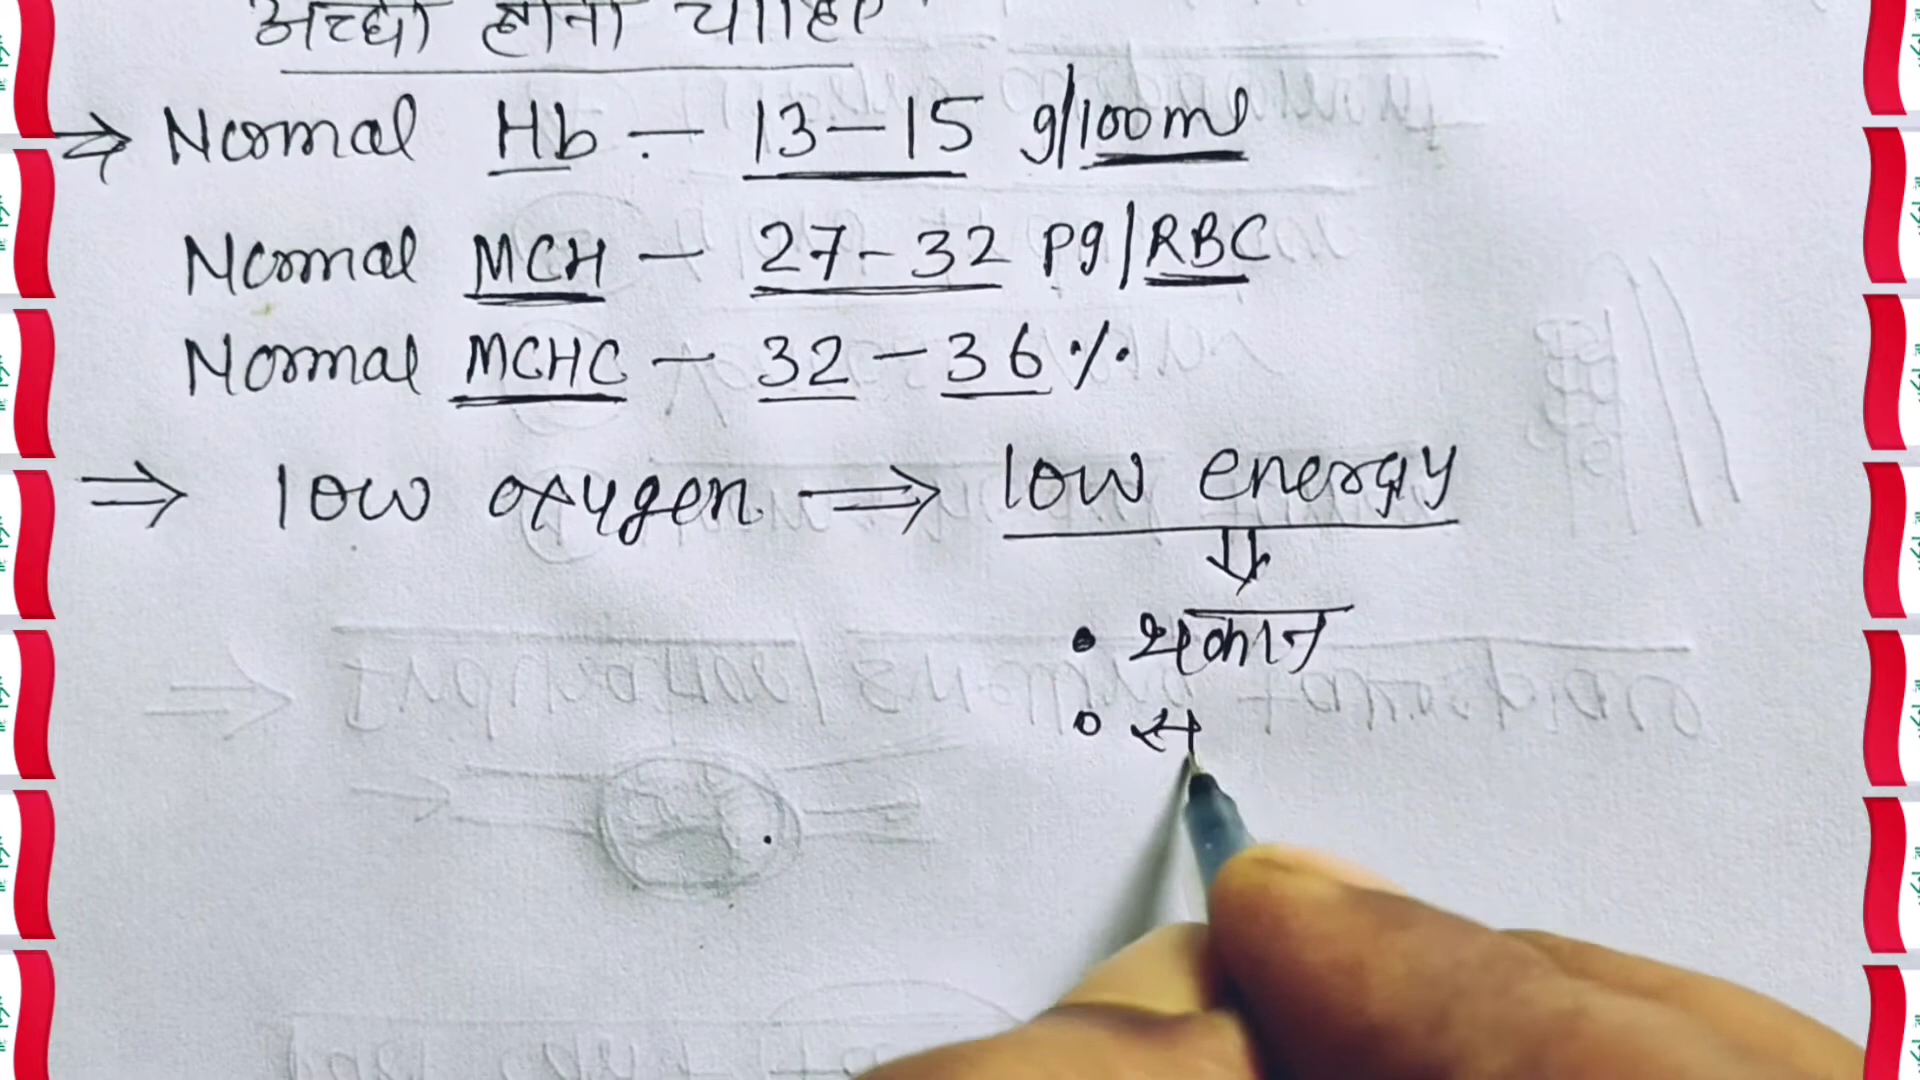 अच्छा होना चाहिए
⇒ Normal Hb - 13-15 g/100ml
Normal MCH - 27-32 pg/RBC
Normal MCHC - 32-36%
⇒ low oxygen ⇒ low energy
⇓
• थकान
• स